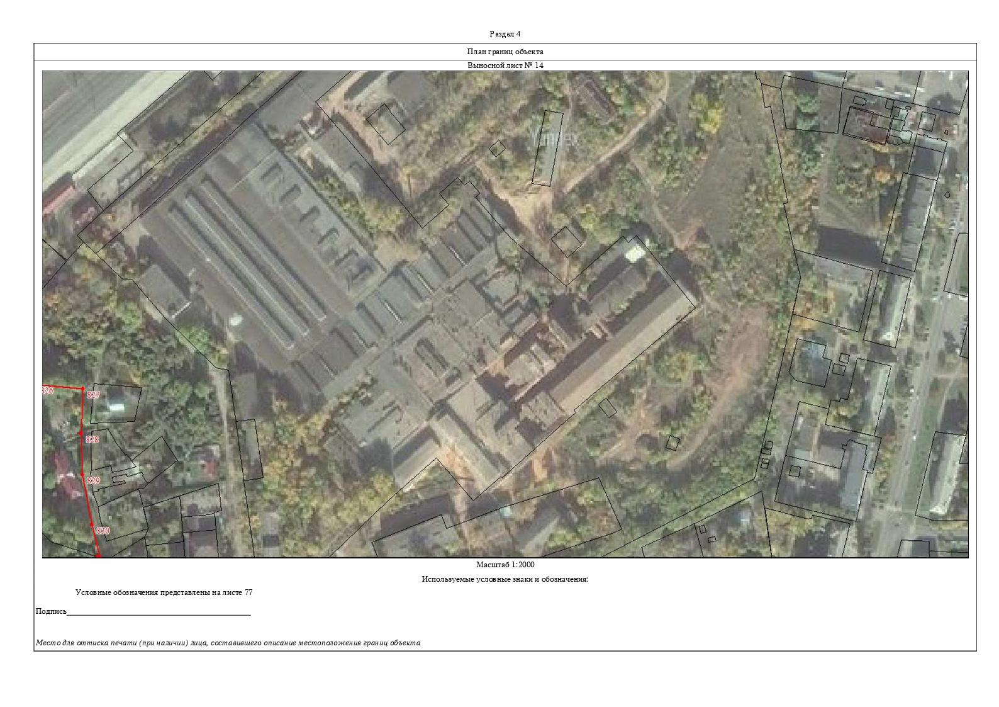 Раздел 4
План границ объекта
Выносной лист № 14
Yandex
826
827
828
829
830
Масштаб 1:2000
Используемые условные знаки и обозначения:
Условные обозначения представлены на листе 77
Подпись
Место для оттиска печати (при наличии) лица, составившего описание местоположения границ объекта